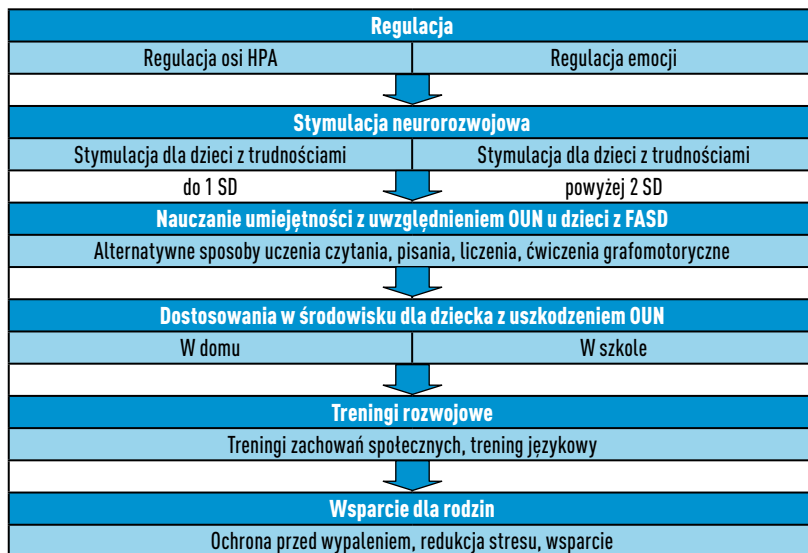 Regulacja
Regulacja osi HPA
Regulacja emocji
Stymulacja neurorozwojowa
Stymulacja dla dzieci z trudnościami
Stymulacja dla dzieci z trudnościami
do 1 SD
powyżej 2 SD
Nauczanie umiejętności z uwzględnieniem OUN u dzieci z FASD
Alternatywne sposoby uczenia czytania, pisania, liczenia, ćwiczenia grafomotoryczne
Dostosowania w środowisku dla dziecka z uszkodzeniem OUN
W domu
W szkole
Treningi rozwojowe
Treningi zachowań społecznych, trening językowy
Wsparcie dla rodzin
Ochrona przed wypaleniem, redukcja stresu, wsparcie